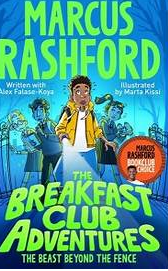 MARCUS
RASHFORD
Written with
Alex Falase-Koya
Illustrated by
Marta Kissi
MARCUS
RASHFORD
BOOK CLUB
CHOICE
THE
BREAKFAST
CLUB
ADVENTURES
THE BEAST BEYOND THE FENCE